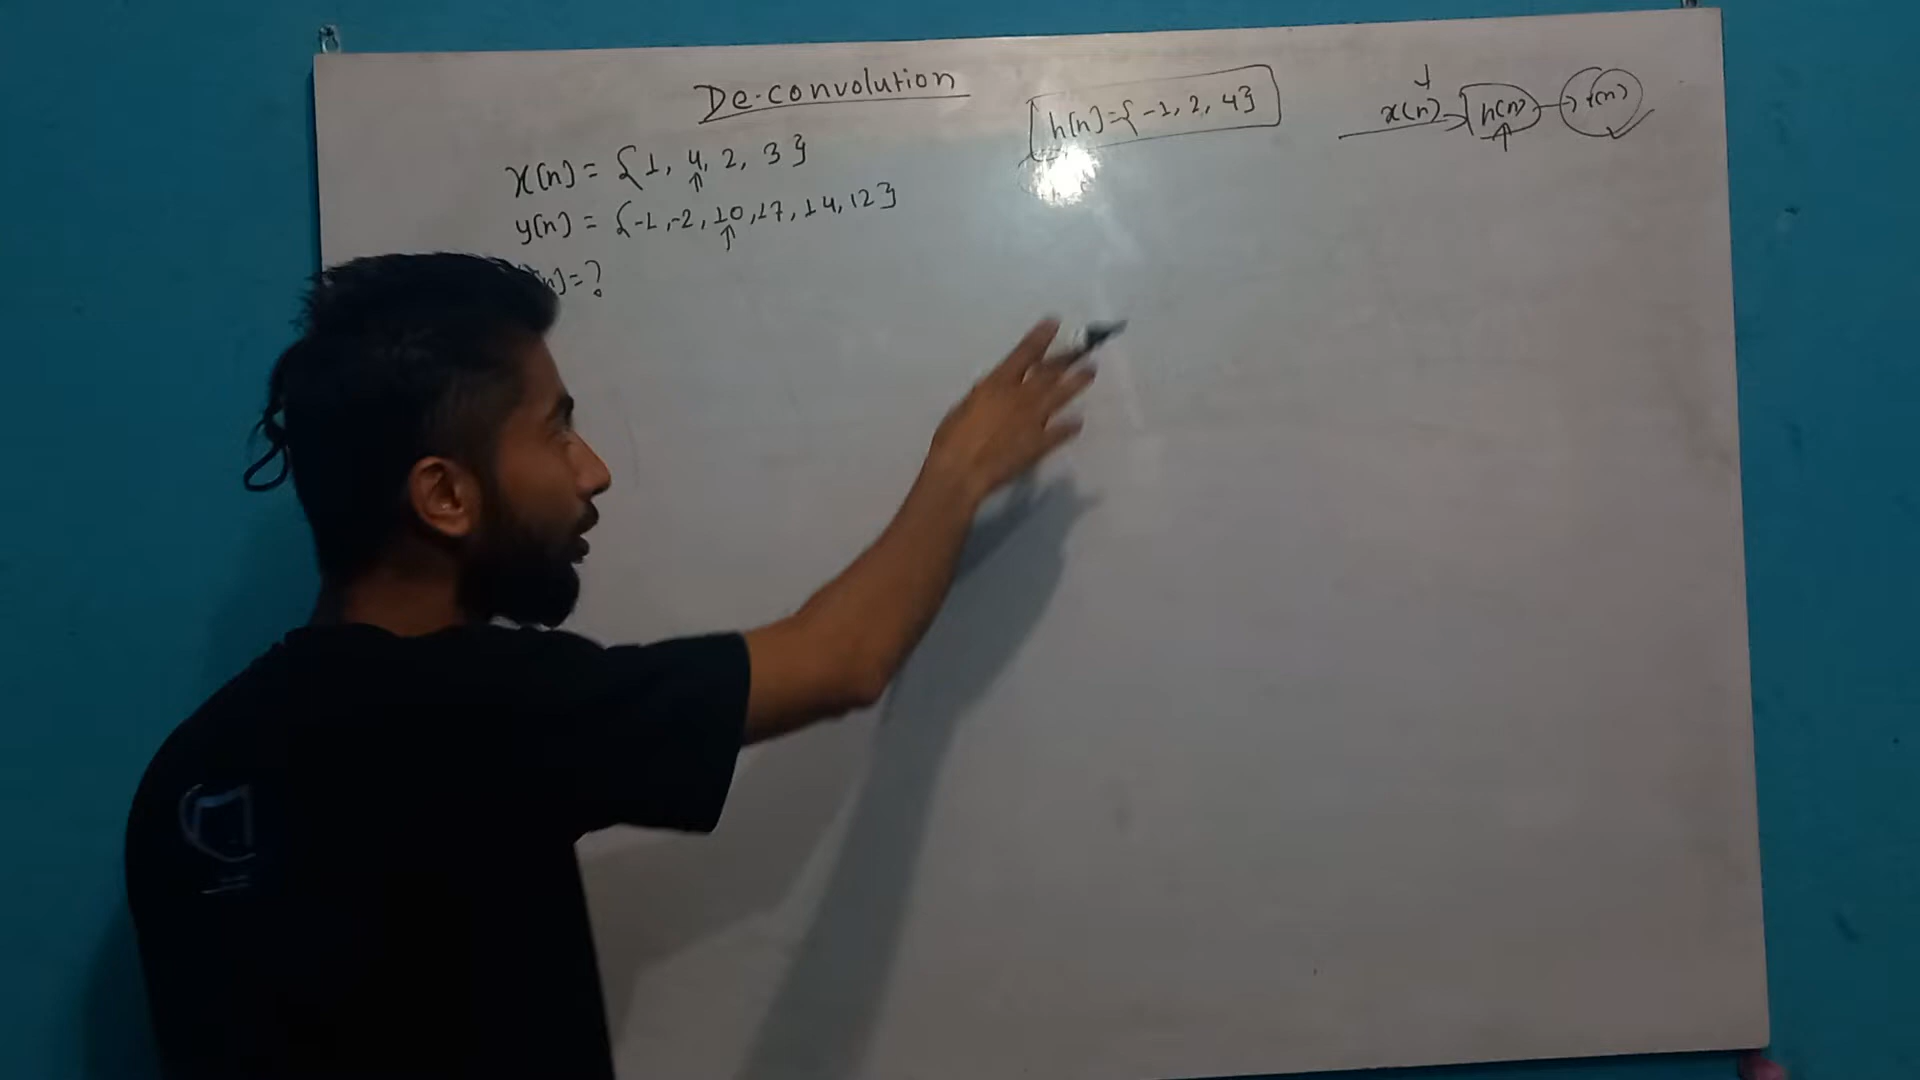 De-convolution
h[n]={-1, 2, 4}
x(n) → h(n) → y(n)
x[n] = {1, 4, 2, 3}
↑
y[n] = {-1, -2, 10, 17, 14, 12}
↑
n]=?